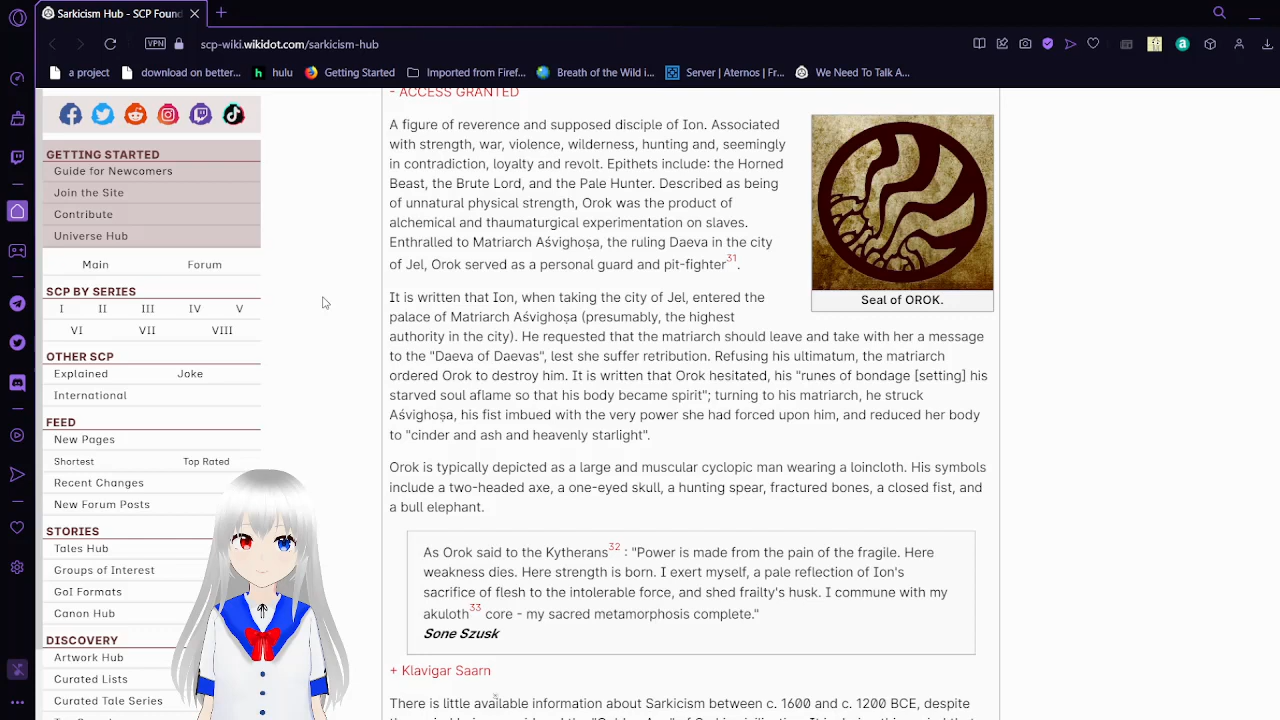 Sarkicism Hub - SCP Found
scp-wiki.wikidot.com/sarkicism-hub
VPN
a project
download on better...
hulu
Getting Started
Imported from Firef...
Breath of the Wild i...
Server | Aternos | Fr...
We Need To Talk A...
GETTING STARTED
Guide for Newcomers
Join the Site
Contribute
Universe Hub
Main Forum
SCP BY SERIES
I II III IV V
VI VII VIII
OTHER SCP
Explained Joke
International
FEED
New Pages
Shortest Top Rated
Recent Changes
New Forum Posts
STORIES
Tales Hub
Groups of Interest
GoI Formats
Canon Hub
DISCOVERY
Artwork Hub
Curated Lists
Curated Tale Series
- ACCESS GRANTED
A figure of reverence and supposed disciple of Ion. Associated
with strength, war, violence, wilderness, hunting and, seemingly
in contradiction, loyalty and revolt. Epithets include: the Horned
Beast, the Brute Lord, and the Pale Hunter. Described as being
of unnatural physical strength, Orok was the product of
alchemical and thaumaturgical experimentation on slaves.
Enthralled to Matriarch Aśvighoṣa, the ruling Daeva in the city
of Jel, Orok served as a personal guard and pit-fighter31.
Seal of OROK.
It is written that Ion, when taking the city of Jel, entered the
palace of Matriarch Aśvighoṣa (presumably, the highest
authority in the city). He requested that the matriarch should leave and take with her a message
to the "Daeva of Daevas", lest she suffer retribution. Refusing his ultimatum, the matriarch
ordered Orok to destroy him. It is written that Orok hesitated, his "runes of bondage [setting] his
starved soul aflame so that his body became spirit"; turning to his matriarch, he struck
Aśvighoṣa, his fist imbued with the very power she had forced upon him, and reduced her body
to "cinder and ash and heavenly starlight".
Orok is typically depicted as a large and muscular cyclopic man wearing a loincloth. His symbols
include a two-headed axe, a one-eyed skull, a hunting spear, fractured bones, a closed fist, and
a bull elephant.
As Orok said to the Kytherans32 : "Power is made from the pain of the fragile. Here
weakness dies. Here strength is born. I exert myself, a pale reflection of Ion's
sacrifice of flesh to the intolerable force, and shed frailty's husk. I commune with my
akuloth33 core - my sacred metamorphosis complete."
Sone Szusk
+ Klavigar Saarn
There is little available information about Sarkicism between c. 1600 and c. 1200 BCE, despite